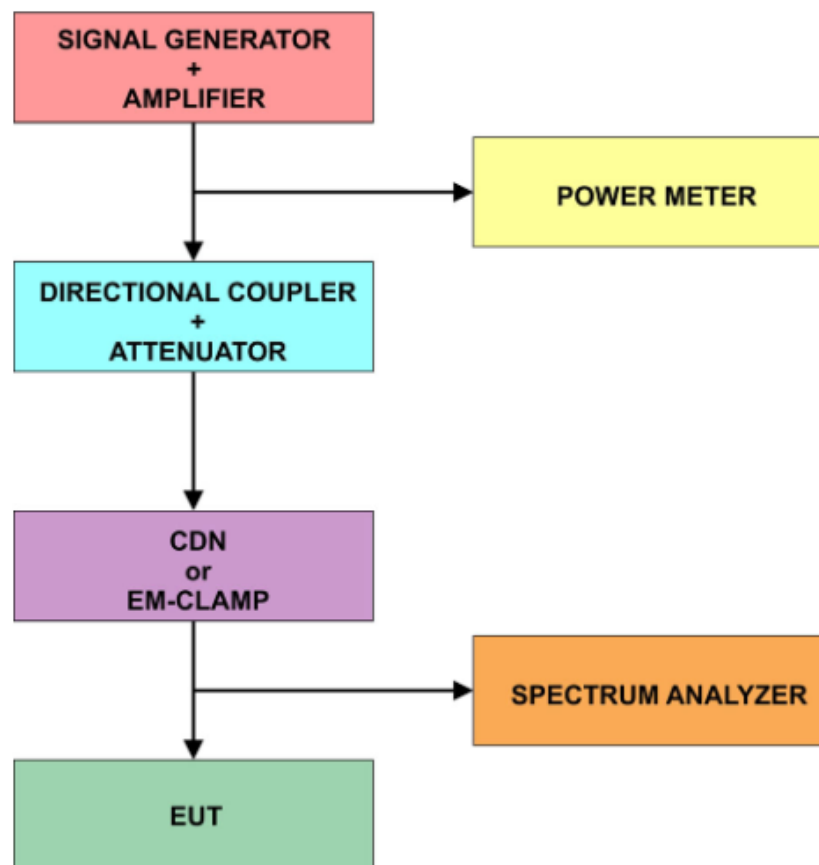 SIGNAL GENERATOR
+
AMPLIFIER
POWER METER
DIRECTIONAL COUPLER
+
ATTENUATOR
CDN
or
EM-CLAMP
SPECTRUM ANALYZER
EUT